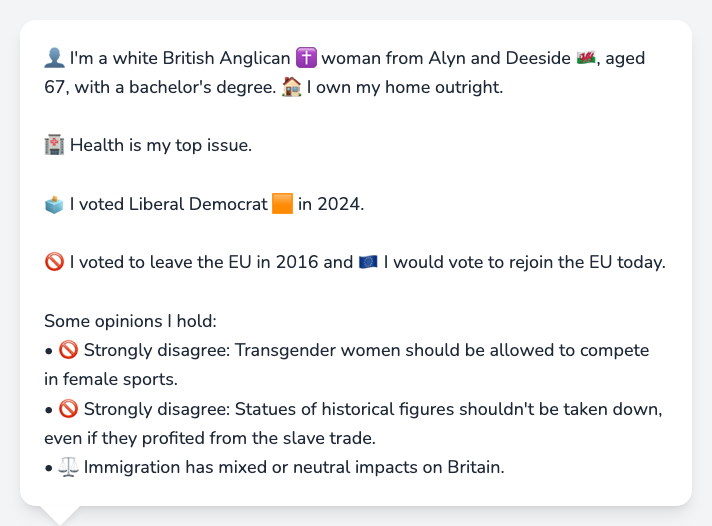 👤 I'm a white British Anglican ✝️ woman from Alyn and Deeside 🏴󠁧󠁢󠁷󠁬󠁳󠁿, aged
67, with a bachelor's degree. 🏠 I own my home outright.
🏥 Health is my top issue.
🗳️ I voted Liberal Democrat 🟧 in 2024.
🚫 I voted to leave the EU in 2016 and 🇪🇺 I would vote to rejoin the EU today.
Some opinions I hold:
• 🚫 Strongly disagree: Transgender women should be allowed to compete
in female sports.
• 🚫 Strongly disagree: Statues of historical figures shouldn't be taken down,
even if they profited from the slave trade.
• ⚖️ Immigration has mixed or neutral impacts on Britain.